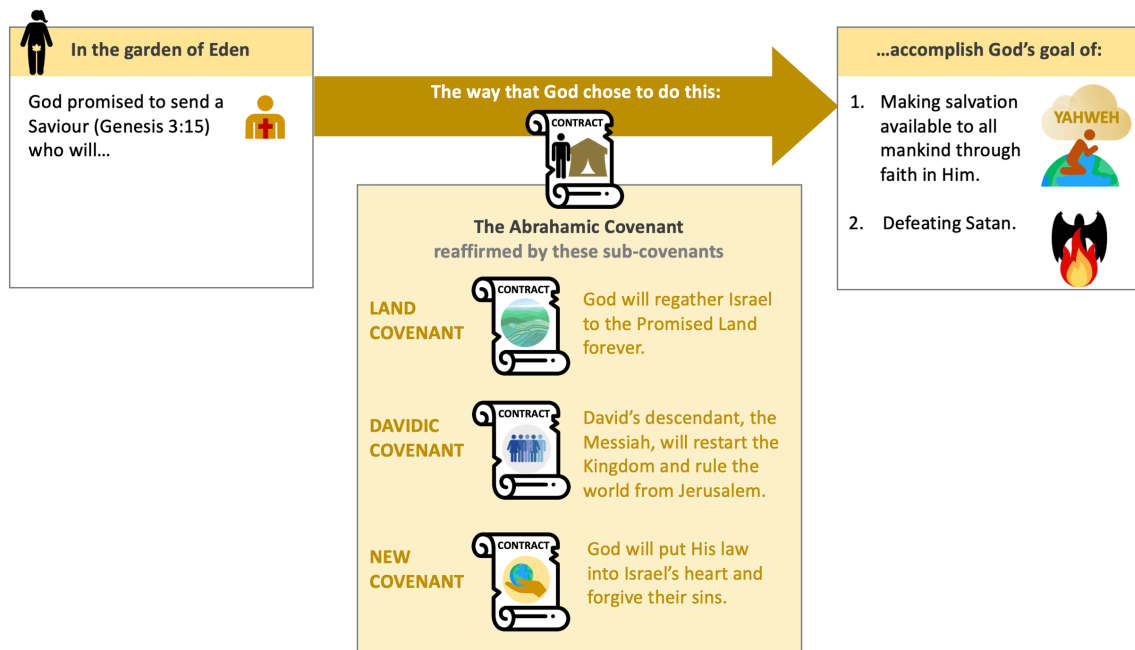 In the garden of Eden
God promised to send a
Saviour (Genesis 3:15)
who will…
The way that God chose to do this:
CONTRACT
The Abrahamic Covenant
reaffirmed by these sub-covenants
LAND
COVENANT
CONTRACT
God will regather Israel
to the Promised Land
forever.
DAVIDIC
COVENANT
CONTRACT
David’s descendant, the
Messiah, will restart the
Kingdom and rule the
world from Jerusalem.
NEW
COVENANT
CONTRACT
God will put His law
into Israel’s heart and
forgive their sins.
…accomplish God’s goal of:
1. Making salvation
available to all
mankind through
faith in Him.
YAHWEH
2. Defeating Satan.